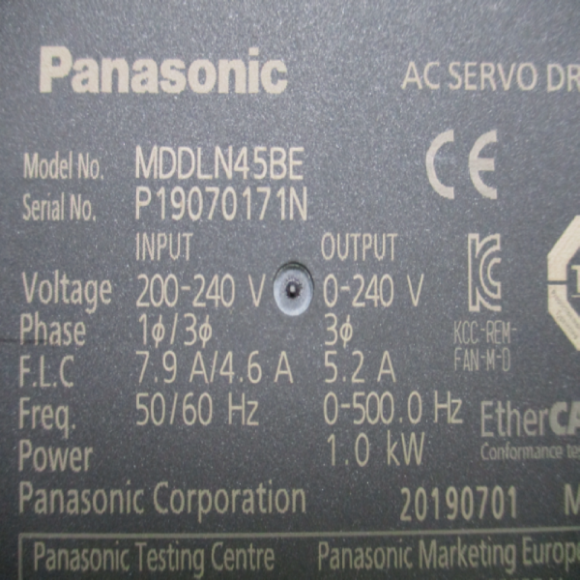 Panasonic AC SERVO DR
Model No. MDDLN45BE
Serial No. P19070171N
INPUT OUTPUT
Voltage 200-240 V 0-240 V
Phase 1ϕ/3ϕ 3ϕ
F.L.C 7.9 A/4.6 A 5.2 A
Freq. 50/60 Hz 0-500.0 Hz
Power 1.0 kW
CE
KCC-REM-
FAN-M-D
EtherCA
Conformance tes
Panasonic Corporation 20190701 M
Panasonic Testing Centre Panasonic Marketing Europe